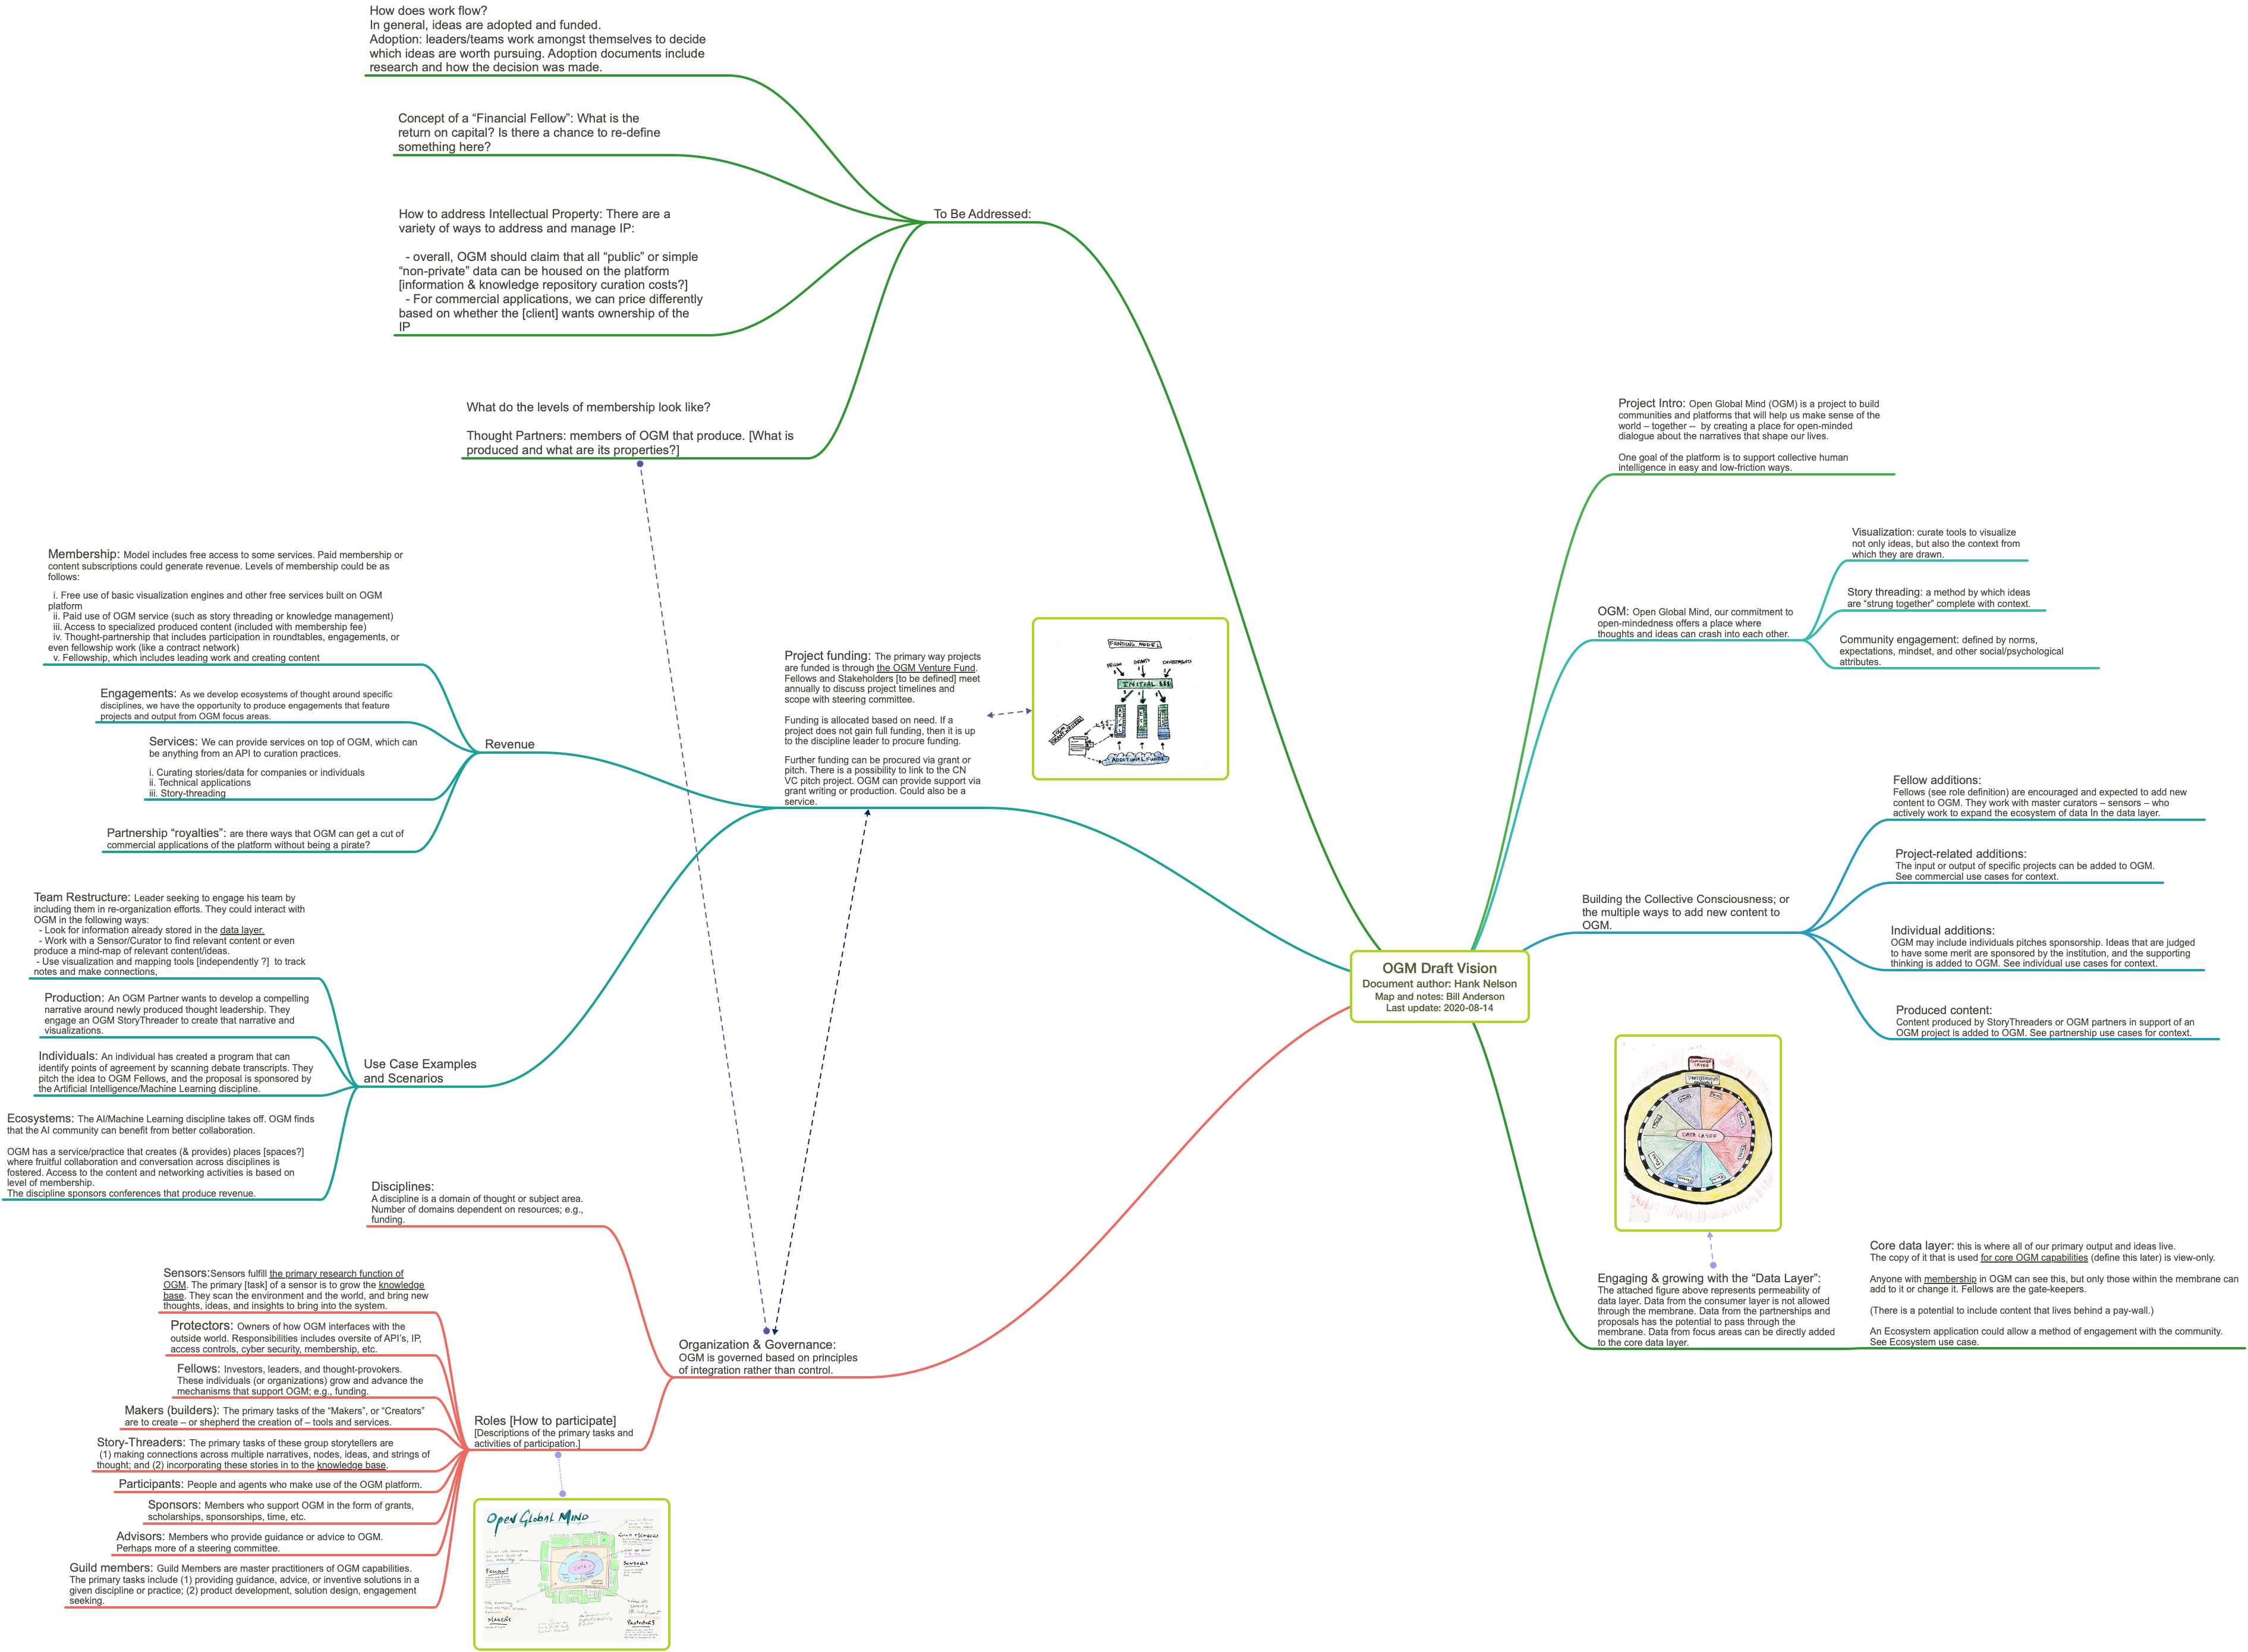 How does work flow?
In general, ideas are adopted and funded.
Adoption: leaders/teams work amongst themselves to decide
which ideas are worth pursuing. Adoption documents include
research and how the decision was made.
Concept of a “Financial Fellow”: What is the
return on capital? Is there a chance to re-define
something here?
How to address Intellectual Property: There are a
variety of ways to address and manage IP:
- overall, OGM should claim that all “public” or simple
“non-private” data can be housed on the platform
[information & knowledge repository curation costs?]
- For commercial applications, we can price differently
based on whether the [client] wants ownership of the
IP
What do the levels of membership look like?
Thought Partners: members of OGM that produce. [What is
produced and what are its properties?]
To Be Addressed:
Membership: Model includes free access to some services. Paid membership or
content subscriptions could generate revenue. Levels of membership could be as
follows:
i. Free use of basic visualization engines and other free services built on OGM
platform
ii. Paid use of OGM service (such as story threading or knowledge management)
iii. Access to specialized produced content (included with membership fee)
iv. Thought-partnership that includes participation in roundtables, engagements, or
even fellowship work (like a contract network)
v. Fellowship, which includes leading work and creating content
Engagements: As we develop ecosystems of thought around specific
disciplines, we have the opportunity to produce engagements that feature
projects and output from OGM focus areas.
Services: We can provide services on top of OGM, which can
be anything from an API to curation practices.
i. Curating stories/data for companies or individuals
ii. Technical applications
iii. Story-threading
Partnership “royalties”: are there ways that OGM can get a cut of
commercial applications of the platform without being a pirate?
Revenue
Project funding: The primary way projects
are funded is through the OGM Venture Fund.
Fellows and Stakeholders [to be defined] meet
annually to discuss project timelines and
scope with steering committee.
Funding is allocated based on need. If a
project does not gain full funding, then it is up
to the discipline leader to procure funding.
Further funding can be procured via grant or
pitch. There is a possibility to link to the CN
VC pitch project. OGM can provide support via
grant writing or production. Could also be a
service.
FUNDING MODEL
GRANTS
INVESTMENTS
INITIAL $$$
ADDITIONAL FUNDS
Team Restructure: Leader seeking to engage his team by
including them in re-organization efforts. They could interact with
OGM in the following ways:
- Look for information already stored in the data layer.
- Work with a Sensor/Curator to find relevant content or even
produce a mind-map of relevant content/ideas.
- Use visualization and mapping tools [independently ?] to track
notes and make connections,
Production: An OGM Partner wants to develop a compelling
narrative around newly produced thought leadership. They
engage an OGM StoryThreader to create that narrative and
visualizations.
Individuals: An individual has created a program that can
identify points of agreement by scanning debate transcripts. They
pitch the idea to OGM Fellows, and the proposal is sponsored by
the Artificial Intelligence/Machine Learning discipline.
Ecosystems: The AI/Machine Learning discipline takes off. OGM finds
that the AI community can benefit from better collaboration.
OGM has a service/practice that creates (& provides) places [spaces?]
where fruitful collaboration and conversation across disciplines is
fostered. Access to the content and networking activities is based on
level of membership.
The discipline sponsors conferences that produce revenue.
Use Case Examples
and Scenarios
Disciplines:
A discipline is a domain of thought or subject area.
Number of domains dependent on resources; e.g.,
funding.
Sensors:Sensors fulfill the primary research function of
OGM. The primary [task] of a sensor is to grow the knowledge
base. They scan the environment and the world, and bring new
thoughts, ideas, and insights to bring into the system.
Protectors: Owners of how OGM interfaces with the
outside world. Responsibilities includes oversite of API's, IP,
access controls, cyber security, membership, etc.
Fellows: Investors, leaders, and thought-provokers.
These individuals (or organizations) grow and advance the
mechanisms that support OGM; e.g., funding.
Makers (builders): The primary tasks of the “Makers”, or “Creators”
are to create – or shepherd the creation of – tools and services.
Story-Threaders: The primary tasks of these group storytellers are
(1) making connections across multiple narratives, nodes, ideas, and strings of
thought; and (2) incorporating these stories in to the knowledge base.
Participants: People and agents who make use of the OGM platform.
Sponsors: Members who support OGM in the form of grants,
scholarships, sponsorships, time, etc.
Advisors: Members who provide guidance or advice to OGM.
Perhaps more of a steering committee.
Guild members: Guild Members are master practitioners of OGM capabilities.
The primary tasks include (1) providing guidance, advice, or inventive solutions in a
given discipline or practice; (2) product development, solution design, engagement
seeking.
Roles [How to participate]
[Descriptions of the primary tasks and
activities of participation.]
Organization & Governance:
OGM is governed based on principles
of integration rather than control.
OPEN GLOBAL MIND
GUILD MEMBERS
SENSORS
FELLOWS
MAKERS
PROTECTORS
OGM Draft Vision
Document author: Hank Nelson
Map and notes: Bill Anderson
Last update: 2020-08-14
Project Intro: Open Global Mind (OGM) is a project to build
communities and platforms that will help us make sense of the
world – together -- by creating a place for open-minded
dialogue about the narratives that shape our lives.
One goal of the platform is to support collective human
intelligence in easy and low-friction ways.
OGM: Open Global Mind, our commitment to
open-mindedness offers a place where
thoughts and ideas can crash into each other.
Visualization: curate tools to visualize
not only ideas, but also the context from
which they are drawn.
Story threading: a method by which ideas
are “strung together” complete with context.
Community engagement: defined by norms,
expectations, mindset, and other social/psychological
attributes.
Building the Collective Consciousness; or
the multiple ways to add new content to
OGM.
Fellow additions:
Fellows (see role definition) are encouraged and expected to add new
content to OGM. They work with master curators – sensors – who
actively work to expand the ecosystem of data In the data layer.
Project-related additions:
The input or output of specific projects can be added to OGM.
See commercial use cases for context.
Individual additions:
OGM may include individuals pitches sponsorship. Ideas that are judged
to have some merit are sponsored by the institution, and the supporting
thinking is added to OGM. See individual use cases for context.
Produced content:
Content produced by StoryThreaders or OGM partners in support of an
OGM project is added to OGM. See partnership use cases for context.
CONSUMER LAYER
DATA LAYER
Engaging & growing with the “Data Layer”:
The attached figure above represents permeability of
data layer. Data from the consumer layer is not allowed
through the membrane. Data from the partnerships and
proposals has the potential to pass through the
membrane. Data from focus areas can be directly added
to the core data layer.
Core data layer: this is where all of our primary output and ideas live.
The copy of it that is used for core OGM capabilities (define this later) is view-only.
Anyone with membership in OGM can see this, but only those within the membrane can
add to it or change it. Fellows are the gate-keepers.
(There is a potential to include content that lives behind a pay-wall.)
An Ecosystem application could allow a method of engagement with the community.
See Ecosystem use case.